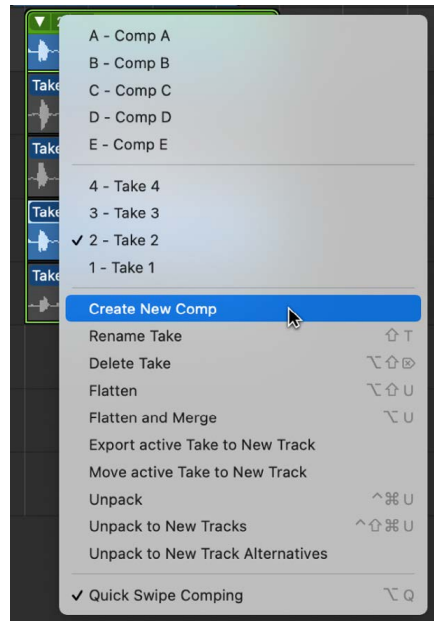 2
A - Comp A
B - Comp B
C - Comp C
D - Comp D
E - Comp E
Take
Take
Take
Take
4 - Take 4
3 - Take 3
✓ 2 - Take 2
1 - Take 1
Create New Comp
Rename Take ⇧ T
Delete Take ⌥⇧⌦
Flatten ⌥⇧ U
Flatten and Merge ⌥ U
Export active Take to New Track
Move active Take to New Track
Unpack ^⌘ U
Unpack to New Tracks ^⇧⌘ U
Unpack to New Track Alternatives
✓ Quick Swipe Comping ⌥ Q